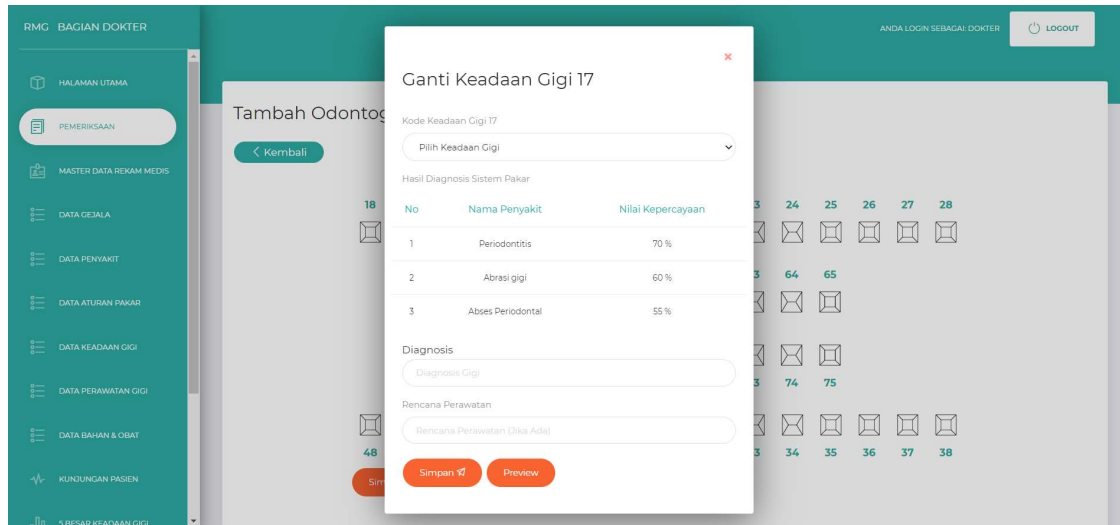 RMG BAGIAN DOKTER
ANDA LOGIN SEBAGAI: DOKTER
LOGOUT
HALAMAN UTAMA
PEMERIKSAAN
MASTER DATA REKAM MEDIS
DATA GEJALA
DATA PENYAKIT
DATA ATURAN PAKAR
DATA KEADAAN GIGI
DATA PERAWATAN GIGI
DATA BAHAN & OBAT
KUNJUNGAN PASIEN
5 BESAR KEADAAN GIGI
Tambah Odontog
Kembali
18
Ganti Keadaan Gigi 17
Kode Keadaan Gigi 17
Pilih Keadaan Gigi
Hasil Diagnosis Sistem Pakar
No Nama Penyakit Nilai Kepercayaan
1 Periodontitis 70 %
2 Abrasi gigi 60 %
3 Abses Periodontal 55 %
Diagnosis
Diagnosis Gigi
Rencana Perawatan
Rencana Perawatan (Jika Ada)
Simpan Preview
3 24 25 26 27 28
3 64 65
3 74 75
48
3 34 35 36 37 38
Sim